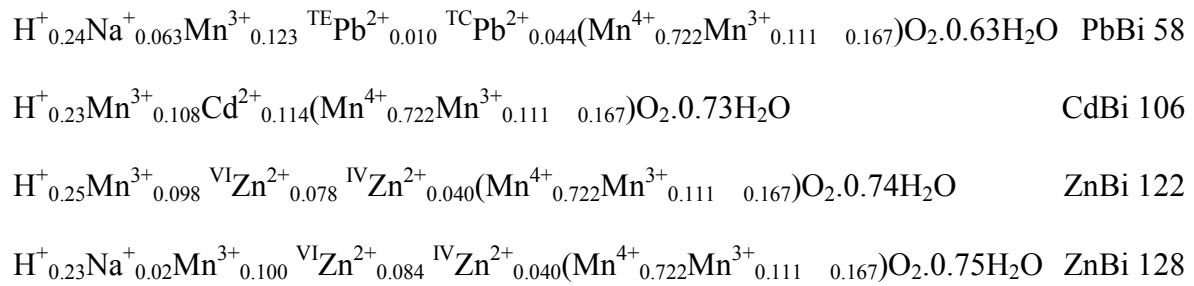 H⁺₀.₂₄Na⁺₀.₀₆₃Mn³⁺₀.₁₂₃ ᵀᴱPb²⁺₀.₀₁₀ ᵀᶜPb²⁺₀.₀₄₄(Mn⁴⁺₀.₇₂₂Mn³⁺₀.₁₁₁ ₀.₁₆₇)O₂.0.63H₂O PbBi 58
H⁺₀.₂₃Mn³⁺₀.₁₀₈Cd²⁺₀.₁₁₄(Mn⁴⁺₀.₇₂₂Mn³⁺₀.₁₁₁ ₀.₁₆₇)O₂.0.73H₂O CdBi 106
H⁺₀.₂₅Mn³⁺₀.₀₉₈ ⱽᴵZn²⁺₀.₀₇₈ ᴵⱽZn²⁺₀.₀₄₀(Mn⁴⁺₀.₇₂₂Mn³⁺₀.₁₁₁ ₀.₁₆₇)O₂.0.74H₂O ZnBi 122
H⁺₀.₂₃Na⁺₀.₀₂Mn³⁺₀.₁₀₀ ⱽᴵZn²⁺₀.₀₈₄ ᴵⱽZn²⁺₀.₀₄₀(Mn⁴⁺₀.₇₂₂Mn³⁺₀.₁₁₁ ₀.₁₆₇)O₂.0.75H₂O ZnBi 128